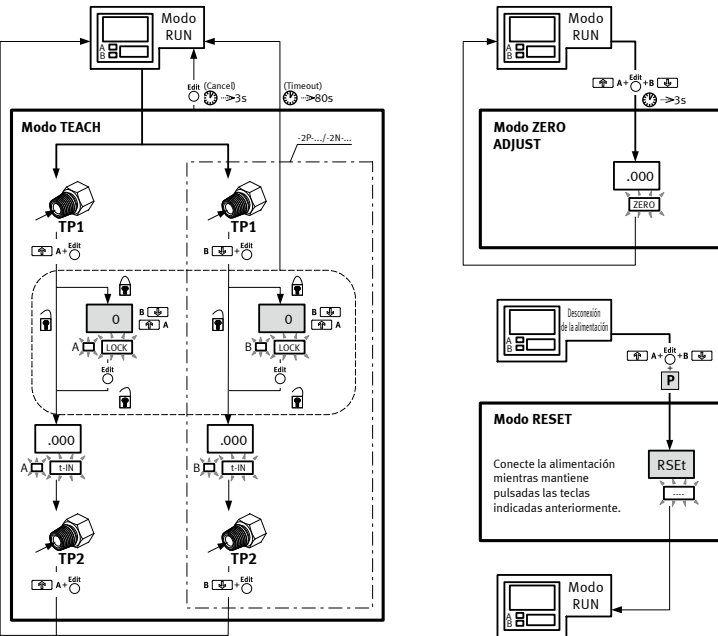 Modo
RUN
A
B
Edit
(Cancel)
->3s
(Timeout)
->80s
Modo TEACH
-2P-.../-2N-...
TP1
TP1
A+ Edit
B + Edit
0
B
A
A LOCK
Edit
0
B
A
B LOCK
Edit
.000
A t-IN
.000
B t-IN
TP2
TP2
A+ Edit
B + Edit
Modo
RUN
A
B
A+ Edit +B
->3s
Modo ZERO
ADJUST
.000
ZERO
Desconexión
de la alimentación
A
B
A+ Edit +B
+
P
Modo RESET
Conecte la alimentación
mientras mantiene
pulsadas las teclas
indicadas anteriormente.
RSEt
----
Modo
RUN
A
B